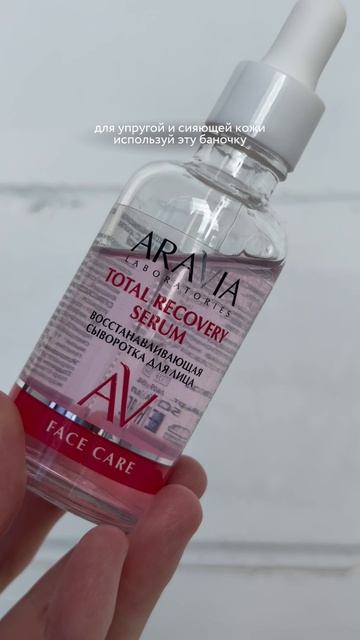 для упругой и сияющей кожи
используй эту баночку
ARAVIA
LABORATORIES
TOTAL RECOVERY
SERUM
ВОССТАНАВЛИВАЮЩАЯ
СЫВОРОТКА ДЛЯ ЛИЦА
AV
FACE CARE